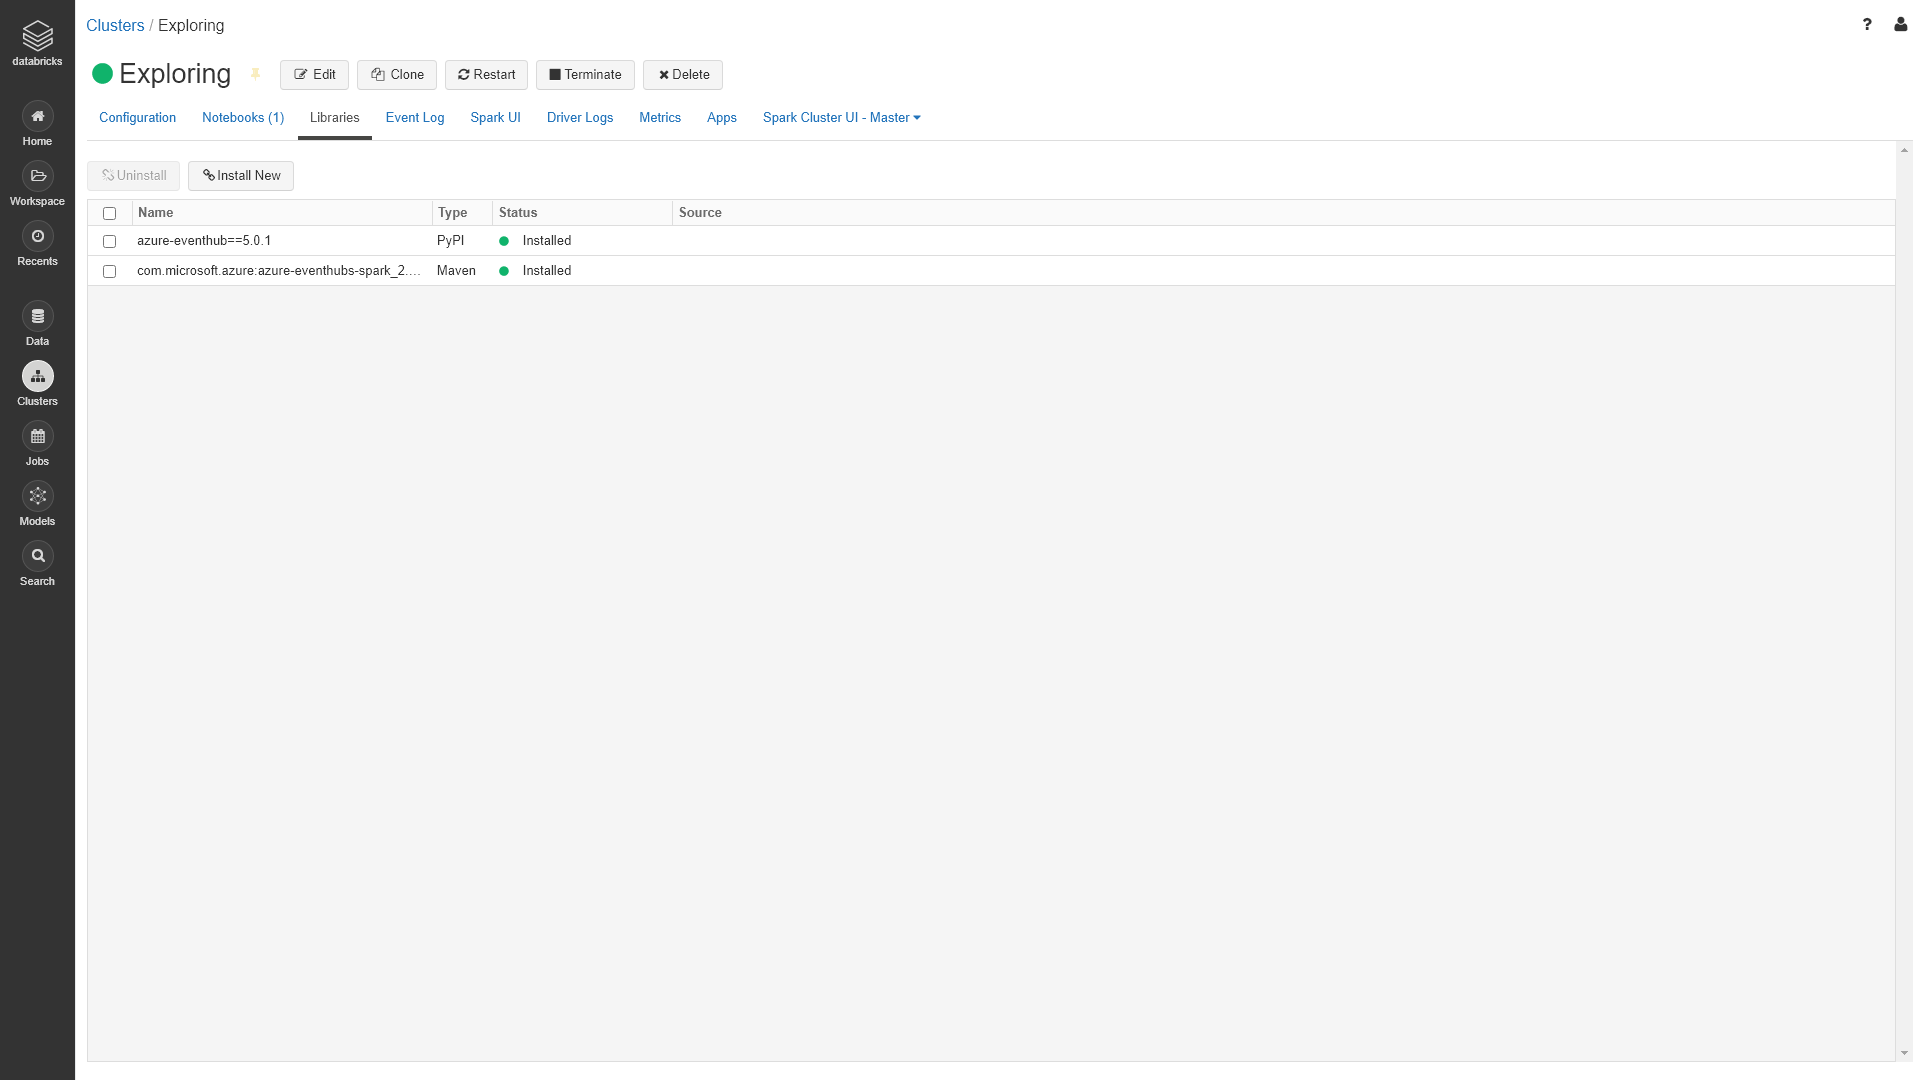 databricks
Home
Workspace
Recents
Data
Clusters
Jobs
Models
Search
Clusters / Exploring
?
Exploring
Edit Clone Restart Terminate Delete
Configuration Notebooks (1) Libraries Event Log Spark UI Driver Logs Metrics Apps Spark Cluster UI - Master
Uninstall Install New
Name Type Status Source
azure-eventhub==5.0.1 PyPI Installed
com.microsoft.azure:azure-eventhubs-spark_2.... Maven Installed